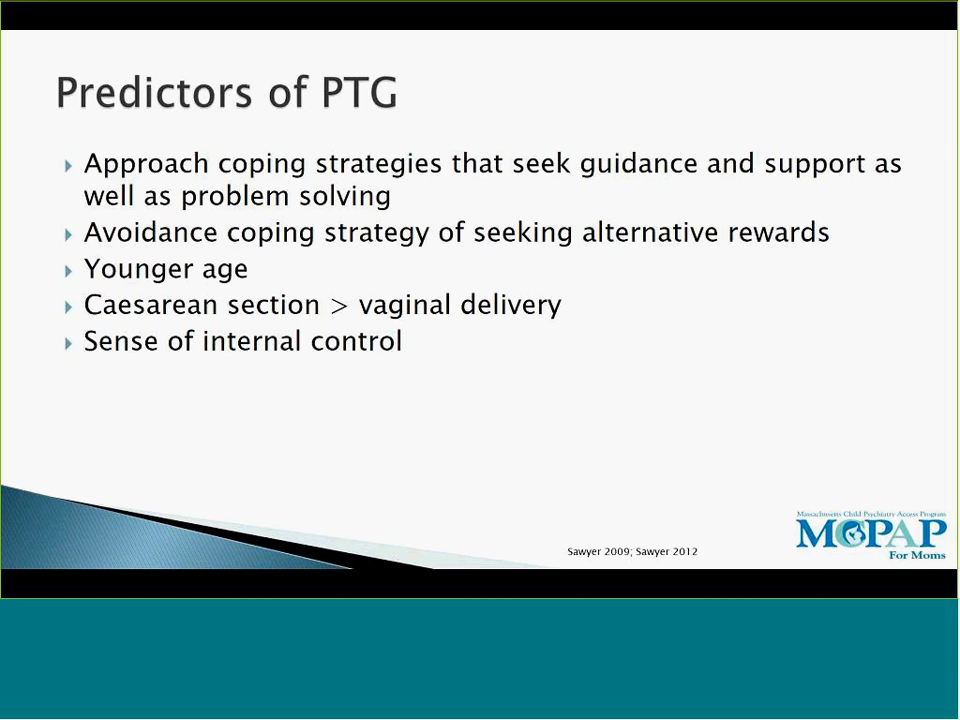 Predictors of PTG
Approach coping strategies that seek guidance and support as
well as problem solving
Avoidance coping strategy of seeking alternative rewards
Younger age
Caesarean section > vaginal delivery
Sense of internal control
Massachusetts Child Psychiatry Access Program
MCPAP
For Moms
Sawyer 2009; Sawyer 2012